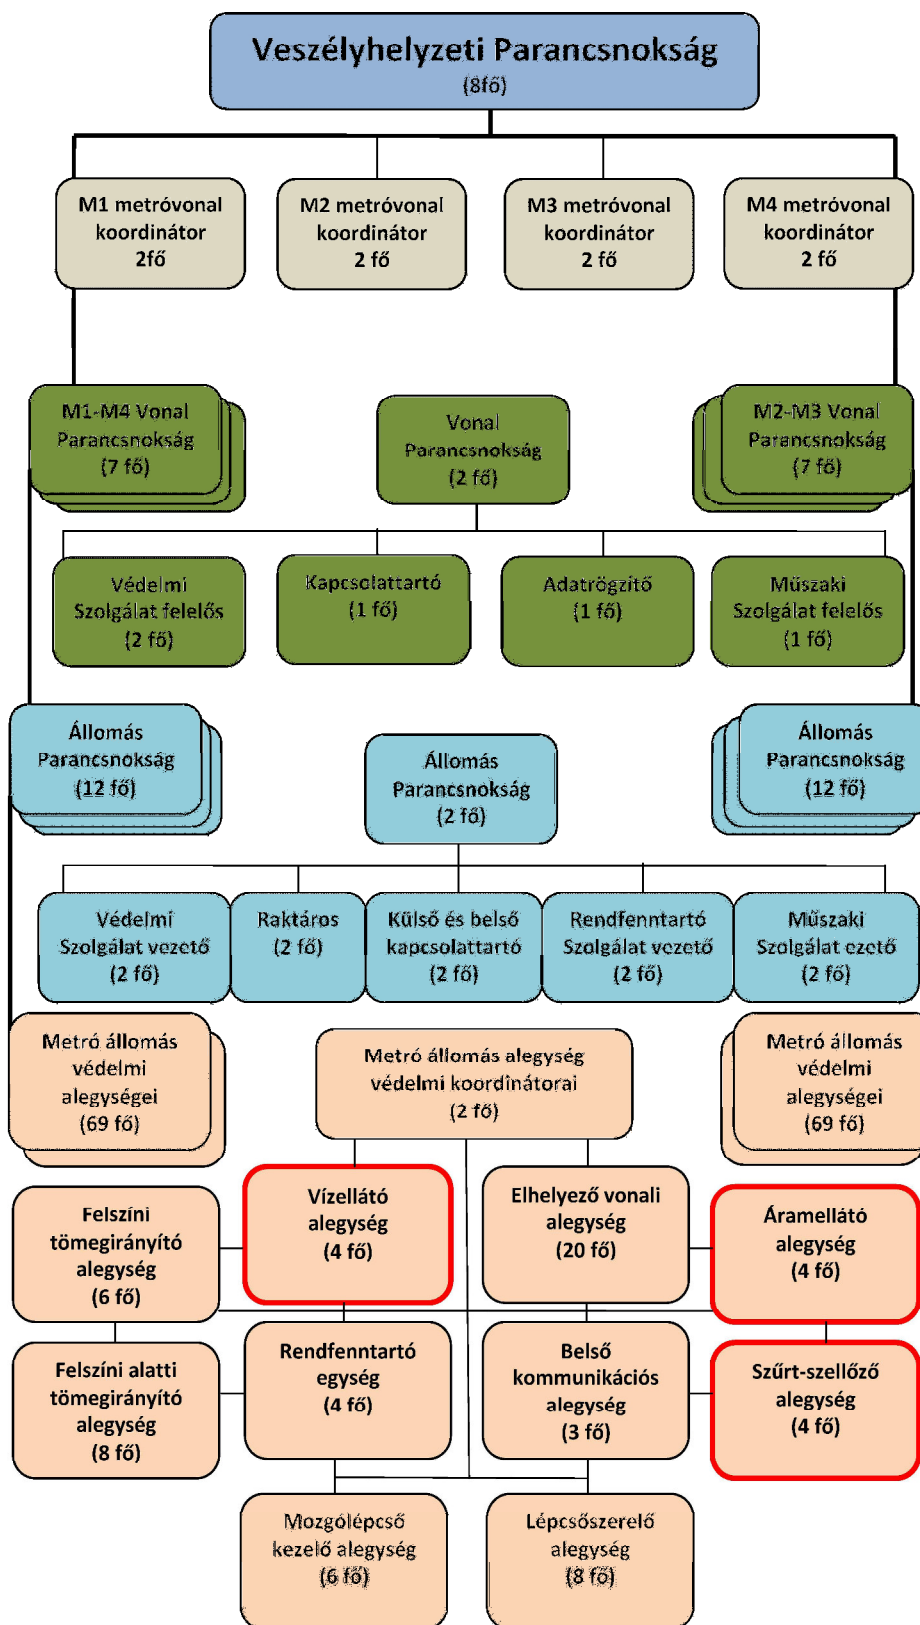 Veszélyhelyzeti Parancsnokság
(8fő)
M1 metróvonal
koordinátor
2fő
M2 metróvonal
koordinátor
2 fő
M3 metróvonal
koordinátor
2 fő
M4 metróvonal
koordinátor
2 fő
M1-M4 Vonal
Parancsnokság
(7 fő)
Vonal
Parancsnokság
(2 fő)
M2-M3 Vonal
Parancsnokság
(7 fő)
Védelmi
Szolgálat felelős
(2 fő)
Kapcsolattartó
(1 fő)
Adatrögzítő
(1 fő)
Műszaki
Szolgálat felelős
(1 fő)
Állomás
Parancsnokság
(12 fő)
Állomás
Parancsnokság
(2 fő)
Állomás
Parancsnokság
(12 fő)
Védelmi
Szolgálat vezető
(2 fő)
Raktáros
(2 fő)
Külső és belső
kapcsolattartó
(2 fő)
Rendfenntartó
Szolgálat vezető
(2 fő)
Műszaki
Szolgálat ezető
(2 fő)
Metró állomás
védelmi
alegységei
(69 fő)
Metró állomás alegység
védelmi koordinátorai
(2 fő)
Metró állomás
védelmi
alegységei
(69 fő)
Felszíni
tömegirányító
alegység
(6 fő)
Vízellátó
alegység
(4 fő)
Elhelyező vonali
alegység
(20 fő)
Áramellátó
alegység
(4 fő)
Felszíni alatti
tömegirányító
alegység
(8 fő)
Rendfenntartó
egység
(4 fő)
Belső
kommunikációs
alegység
(3 fő)
Szűrt-szellőző
alegység
(4 fő)
Mozgólépcső
kezelő alegység
(6 fő)
Lépcsőszerelő
alegység
(8 fő)